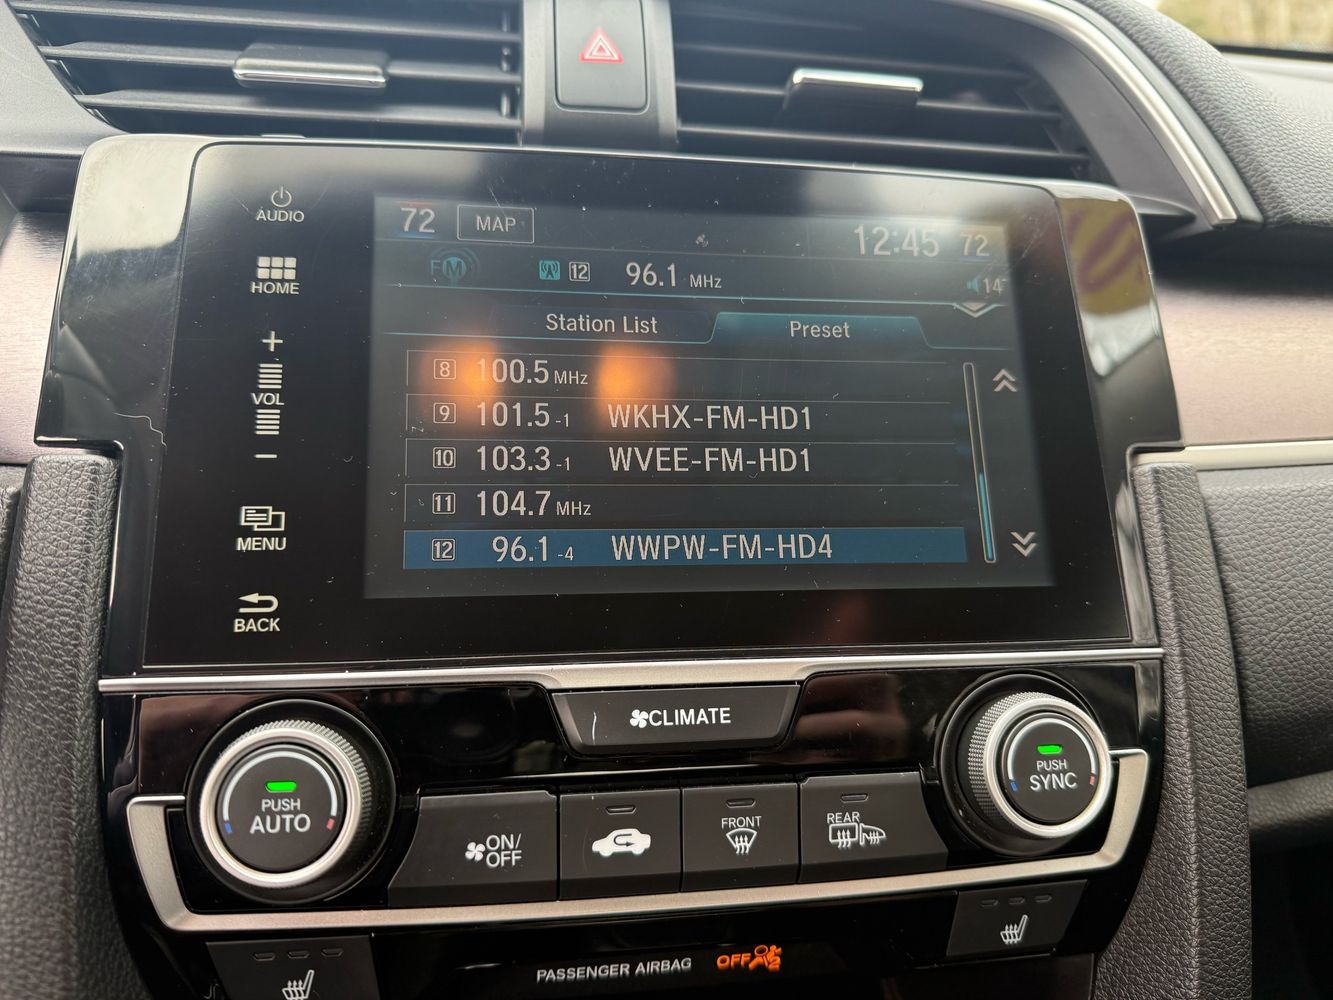 72 MAP 12:45 72
FM 12 96.1 MHz 14
Station List Preset
8 100.5 MHz
9 101.5 -1 WKHX-FM-HD1
10 103.3 -1 WVEE-FM-HD1
11 104.7 MHz
12 96.1 -4 WWPW-FM-HD4
AUDIO
HOME
+
VOL
−
MENU
BACK
CLIMATE
PUSH
AUTO
ON/
OFF
FRONT
REAR
PUSH
SYNC
PASSENGER AIRBAG OFF 2